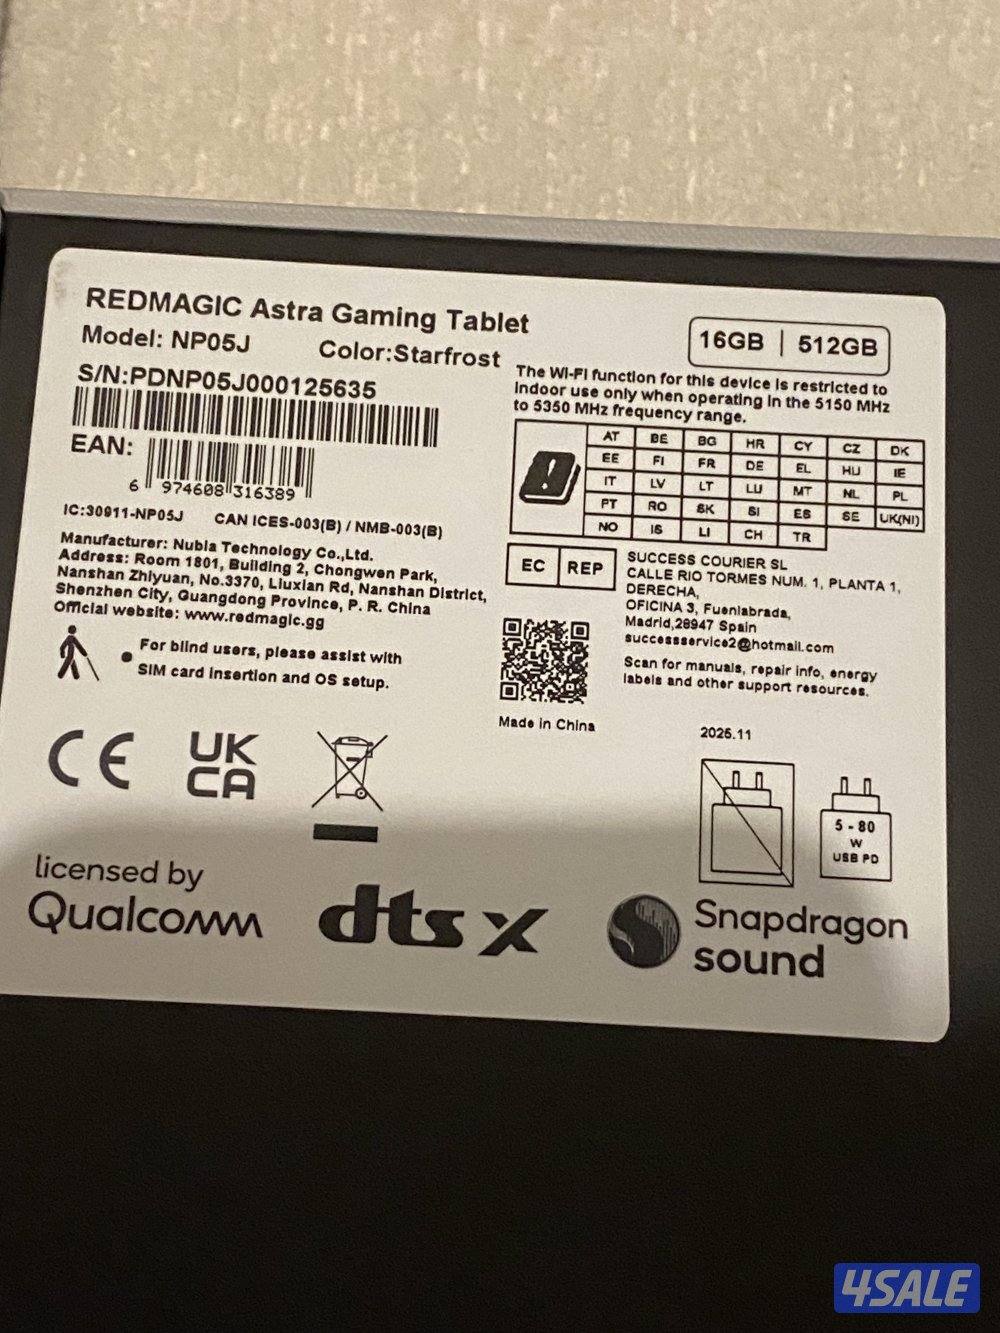 REDMAGIC Astra Gaming Tablet
Model: NP05J
Color:Starfrost
16GB | 512GB
S/N:PDNP05J000125635
EAN:
6 974608 316389
The Wi-Fi function for this device is restricted to
indoor use only when operating in the 5150 MHz
to 5350 MHz frequency range.
AT BE BG HR CY CZ DK
EE FI FR DE EL HU IE
IT LV LT LU MT NL PL
PT RO SK SI ES SE UK(NI)
NO IS LI CH TR
IC:30911-NP05J
CAN ICES-003(B) / NMB-003(B)
Manufacturer: Nubia Technology Co.,Ltd.
Address: Room 1801, Building 2, Chongwen Park,
Nanshan Zhiyuan, No.3370, Liuxian Rd, Nanshan District,
Shenzhen City, Guangdong Province, P. R. China
Official website: www.redmagic.gg
EC REP
SUCCESS COURIER SL
CALLE RIO TORMES NUM. 1, PLANTA 1,
DERECHA,
OFICINA 3, Fuenlabrada,
Madrid,28947 Spain
successservice2@hotmail.com
For blind users, please assist with
SIM card insertion and OS setup.
Scan for manuals, repair info, energy
labels and other support resources.
Made in China
2025.11
CE
UK
CA
5 - 80
W
USB PD
licensed by
Qualcomm
dts x
Snapdragon
sound
4SALE